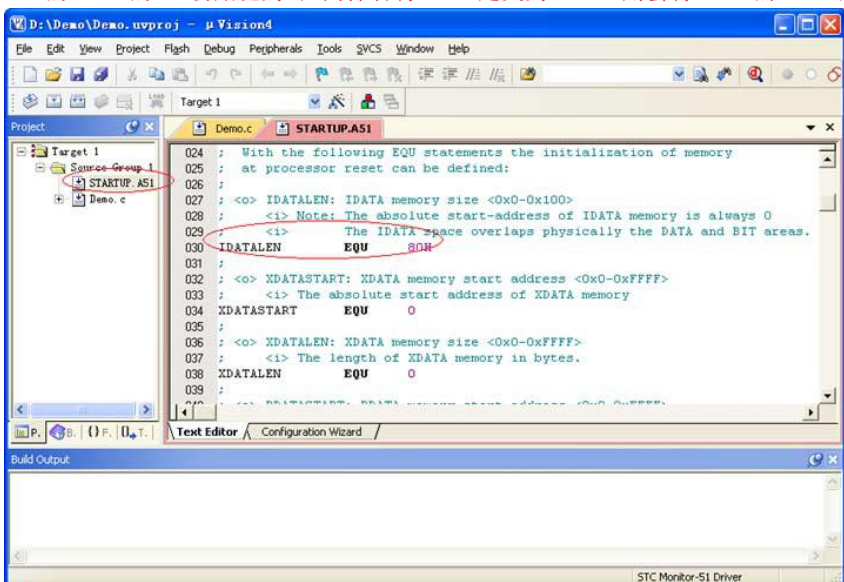 D:\Demo\Demo.uvproj - µVision4
File Edit View Project Flash Debug Peripherals Tools SVCS Window Help
Target 1
Project
Demo.c STARTUP.A51
Target 1
Source Group 1
STARTUP.A51
Demo.c
024 ; With the following EQU statements the initialization of memory
025 ; at processor reset can be defined:
026 ;
027 ; <o> IDATALEN: IDATA memory size <0x0-0x100>
028 ; <i> Note: The absolute start-address of IDATA memory is always 0
029 ; <i> The IDATA space overlaps physically the DATA and BIT areas.
030 IDATALEN EQU 80H
031 ;
032 ; <o> XDATASTART: XDATA memory start address <0x0-0xFFFF>
033 ; <i> The absolute start address of XDATA memory
034 XDATASTART EQU 0
035 ;
036 ; <o> XDATALEN: XDATA memory size <0x0-0xFFFF>
037 ; <i> The length of XDATA memory in bytes.
038 XDATALEN EQU 0
039 ;
P. B. {} F. 0 T.
Text Editor Configuration Wizard
Build Output
STC Monitor-51 Driver